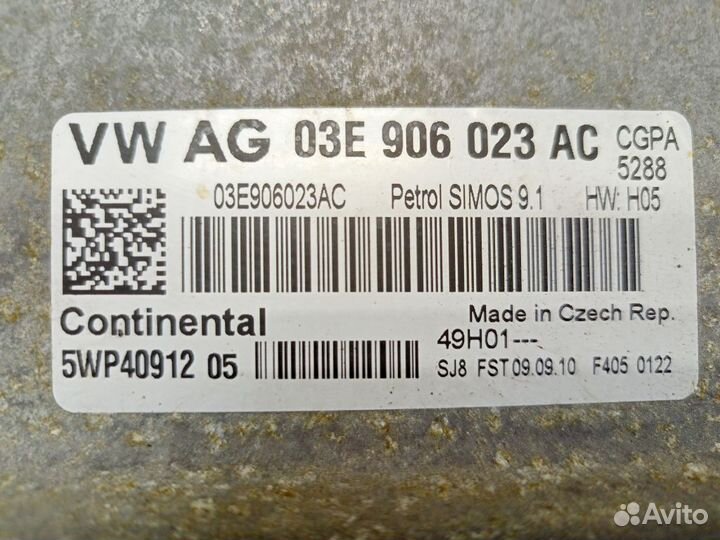 VW AG 03E 906 023 AC CGPA
5288
03E906023AC Petrol SIMOS 9.1 HW: H05
Continental Made in Czech Rep.
49H01---
5WP40912 05 SJ8 FST 09.09.10 F405 0122
Avito